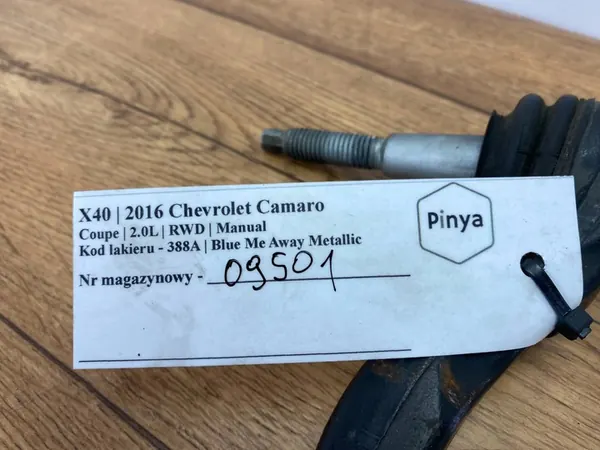 X40 | 2016 Chevrolet Camaro
Coupe | 2.0L | RWD | Manual
Kod lakieru - 388A | Blue Me Away Metallic
Nr magazynowy - 09501
Pinya